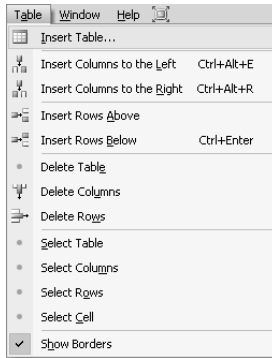 Table Window Help
Insert Table...
Insert Columns to the Left Ctrl+Alt+E
Insert Columns to the Right Ctrl+Alt+R
Insert Rows Above
Insert Rows Below Ctrl+Enter
Delete Table
Delete Columns
Delete Rows
Select Table
Select Columns
Select Rows
Select Cell
Show Borders